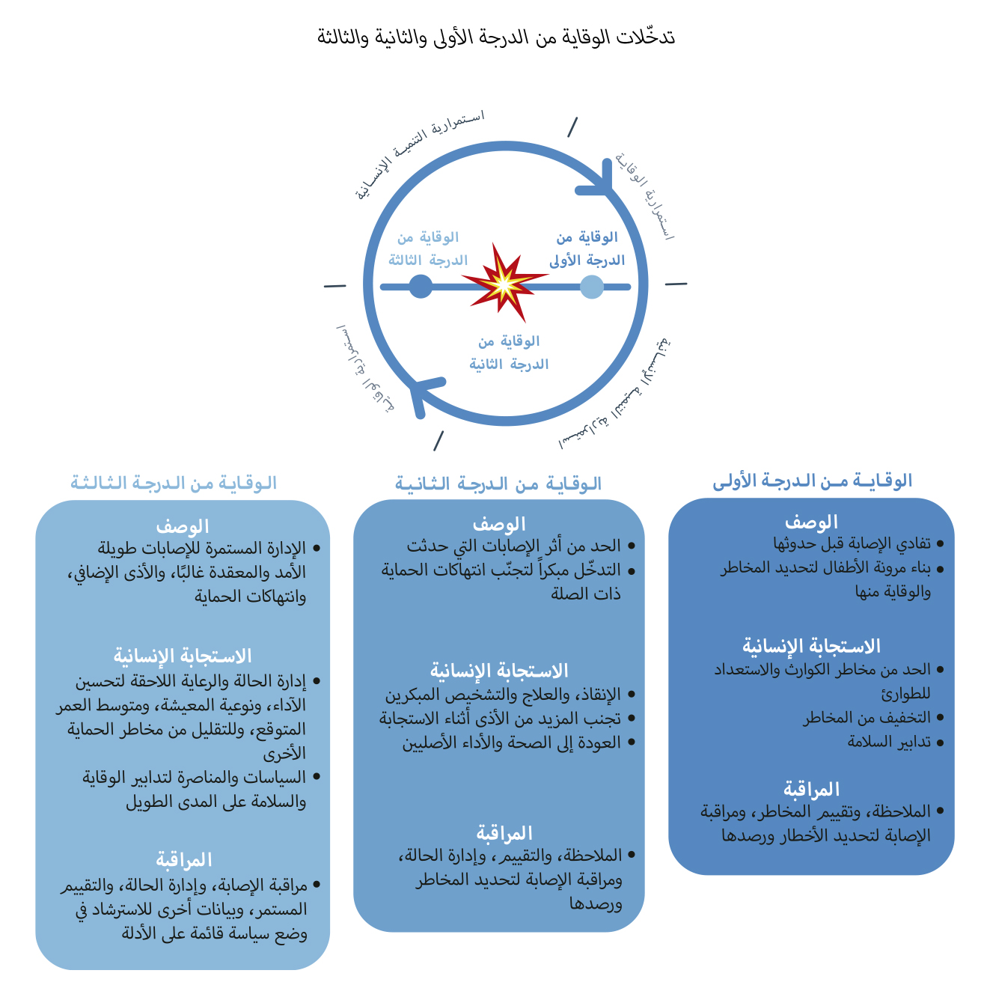 تدخّلات الوقاية من الدرجة الأولى والثانية والثالثة
استمرارية التنمية الإنسانية
استمرارية الوقاية
الوقاية من
الدرجة الأولى
الوقاية من
الدرجة الثالثة
الوقاية من
الدرجة الثانية
استمرارية التنمية الإنسانية
استمرارية الوقاية
الوقاية من الدرجة الأولى
الوصف
• تفادي الإصابة قبل حدوثها
• بناء مرونة الأطفال لتحديد المخاطر
والوقاية منها
الاستجابة الإنسانية
• الحد من مخاطر الكوارث والاستعداد
للطوارئ
• التخفيف من المخاطر
• تدابير السلامة
المراقبة
• الملاحظة، وتقييم المخاطر، ومراقبة
الإصابة لتحديد الأخطار ورصدها
الوقاية من الدرجة الثانية
الوصف
• الحد من أثر الإصابات التي حدثت
• التدخّل مبكراً لتجنّب انتهاكات الحماية
ذات الصلة
الاستجابة الإنسانية
• الإنقاذ، والعلاج والتشخيص المبكرين
• تجنب المزيد من الأذى أثناء الاستجابة
• العودة إلى الصحة والأداء الأصليين
المراقبة
• الملاحظة، والتقييم، وإدارة الحالة،
ومراقبة الإصابة لتحديد المخاطر
ورصدها
الوقاية من الدرجة الثالثة
الوصف
• الإدارة المستمرة للإصابات طويلة
الأمد والمعقدة غالبًا، والأذى الإضافي،
وانتهاكات الحماية
الاستجابة الإنسانية
• إدارة الحالة والرعاية اللاحقة لتحسين
الآداء، ونوعية المعيشة، ومتوسط العمر
المتوقع، وللتقليل من مخاطر الحماية
الأخرى
• السياسات والمناصرة لتدابير الوقاية
والسلامة على المدى الطويل
المراقبة
• مراقبة الإصابة، وإدارة الحالة، والتقييم
المستمر، وبيانات أخرى للاسترشاد في
وضع سياسة قائمة على الأدلة